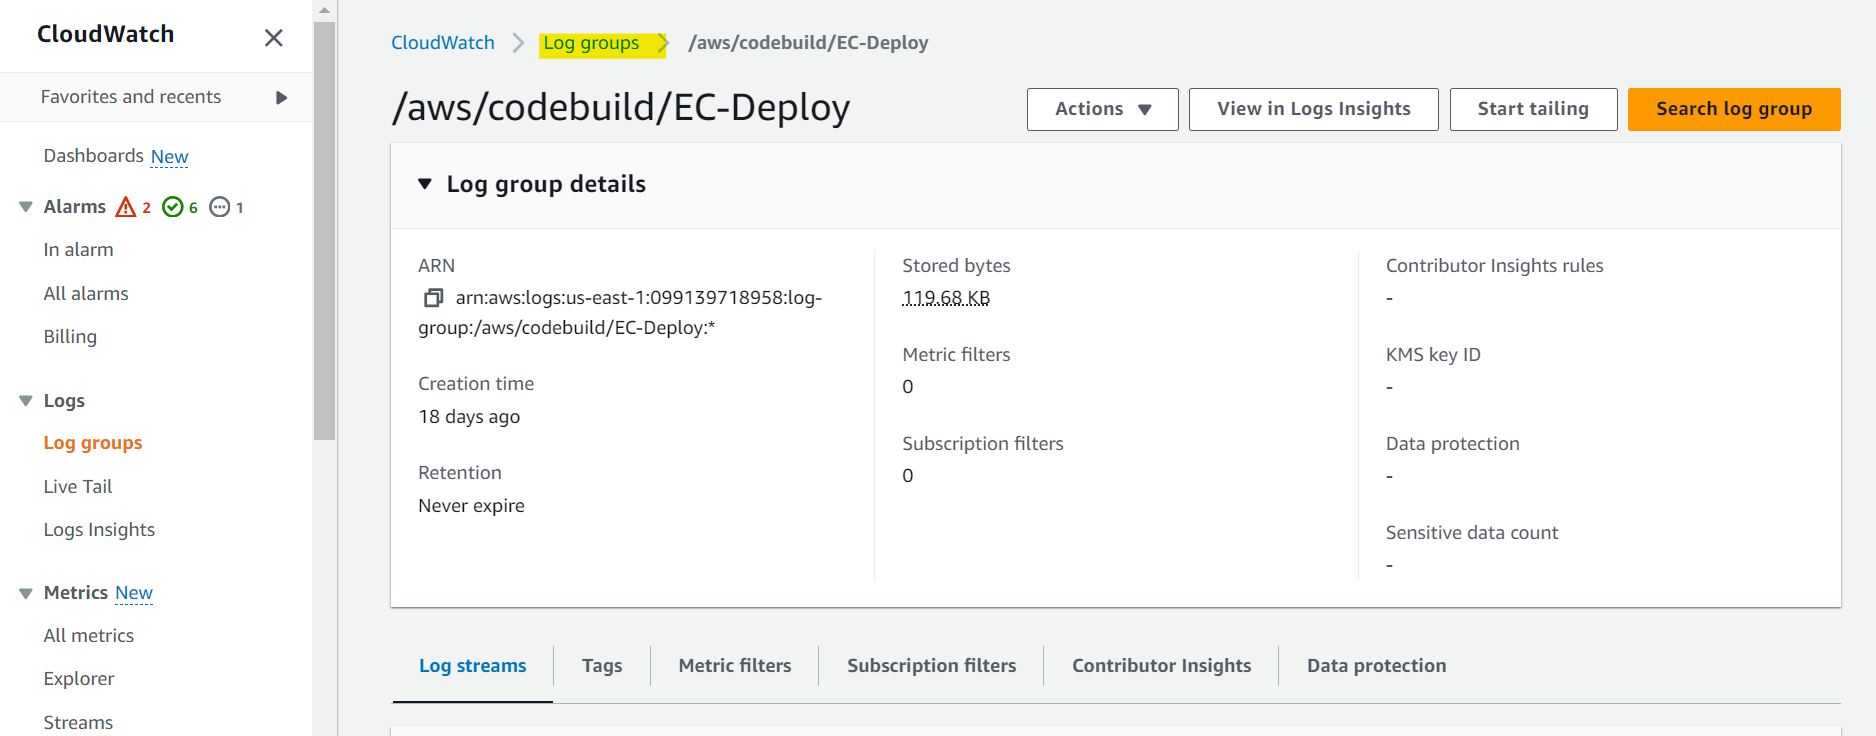 CloudWatch
Favorites and recents
Dashboards New
Alarms 2 6 1
In alarm
All alarms
Billing
Logs
Log groups
Live Tail
Logs Insights
Metrics New
All metrics
Explorer
Streams
CloudWatch Log groups /aws/codebuild/EC-Deploy
/aws/codebuild/EC-Deploy
Actions View in Logs Insights Start tailing Search log group
Log group details
ARN
arn:aws:logs:us-east-1:099139718958:log-
group:/aws/codebuild/EC-Deploy:*
Creation time
18 days ago
Retention
Never expire
Stored bytes
119.68 KB
Metric filters
0
Subscription filters
0
Contributor Insights rules
-
KMS key ID
-
Data protection
-
Sensitive data count
-
Log streams Tags Metric filters Subscription filters Contributor Insights Data protection